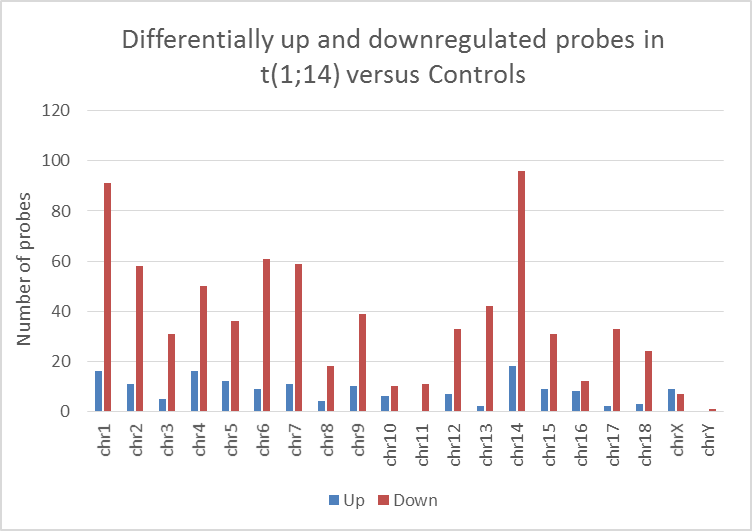 Differentially up and downregulated probes in
t(1;14) versus Controls
120
100
80
60
40
20
0
Number of probes
chr1
chr2
chr3
chr4
chr5
chr6
chr7
chr8
chr9
chr10
chr11
chr12
chr13
chr14
chr15
chr16
chr17
chr18
chrX
chrY
Up Down